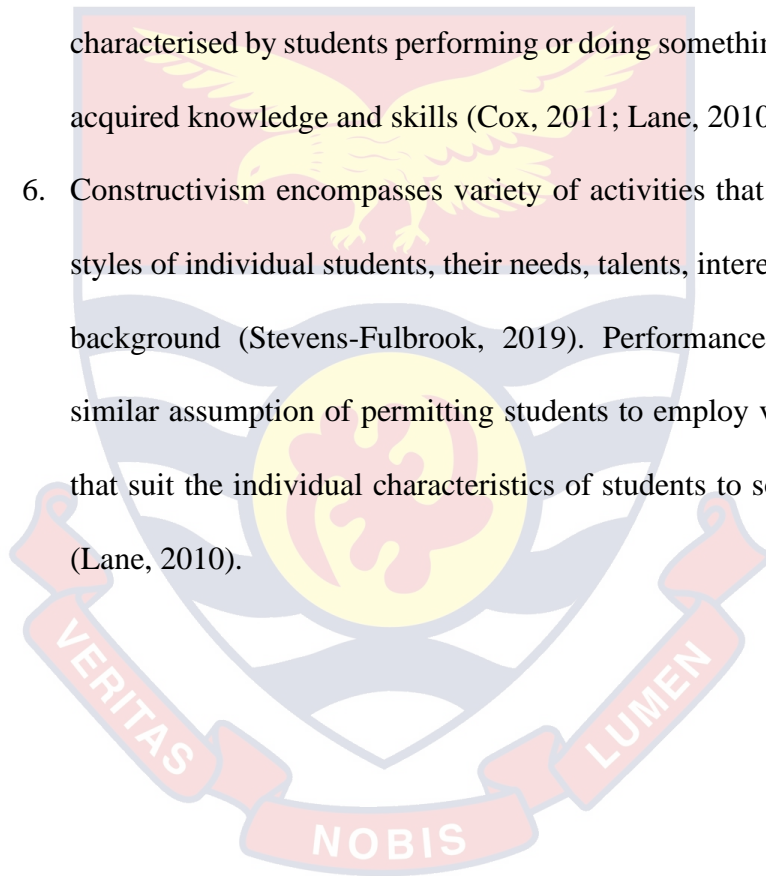 characterised by students performing or doing somethin
acquired knowledge and skills (Cox, 2011; Lane, 2010
6. Constructivism encompasses variety of activities that
styles of individual students, their needs, talents, intere
background (Stevens-Fulbrook, 2019). Performance
similar assumption of permitting students to employ v
that suit the individual characteristics of students to s
(Lane, 2010).
VERITAS
NOBIS
LUMEN